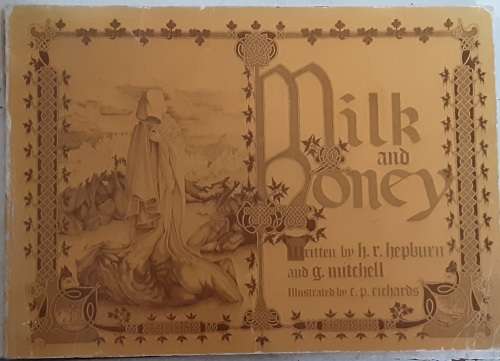 Milk
and
Honey
Written by h. r. hepburn
and g. mitchell
Illustrated by c. p. richards